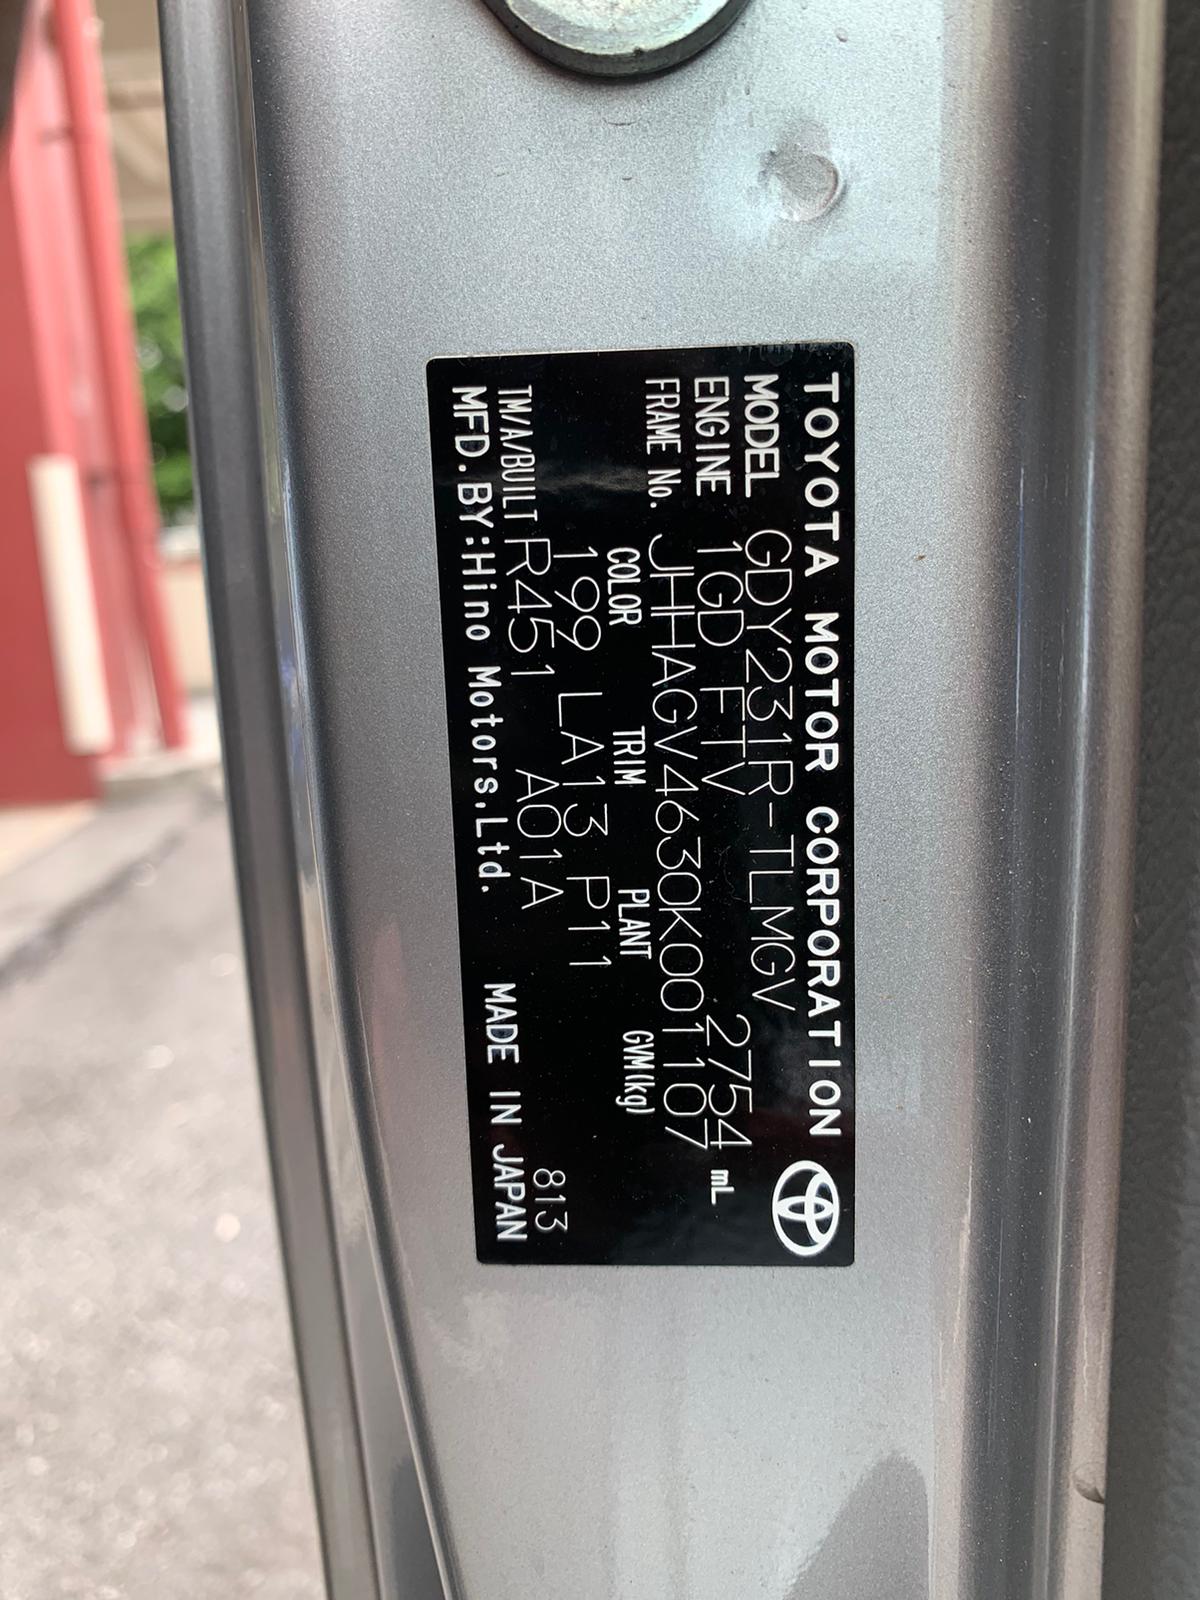 TOYOTA MOTOR CORPORATION
MODEL GDY231R-TLMGV
ENGINE 1GD FTV 2754 mL
FRAME No. JHHAGV4630K001107
COLOR TRIM PLANT GVM(kg)
199 LA13 P11
TM/A/BUILT R451 A01A 813
MFD.BY:Hino Motors,Ltd. MADE IN JAPAN